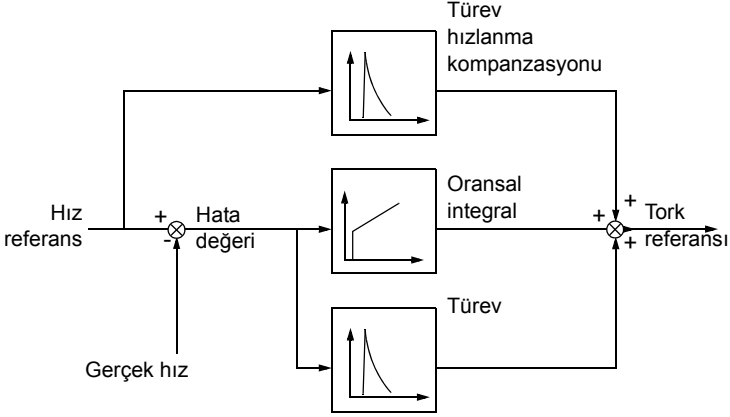 Türev
hızlanma
kompanzasyonu
Oransal
integral
Hız
referans
+
-
Hata
değeri
+
+
+
Tork
referansı
Türev
Gerçek hız